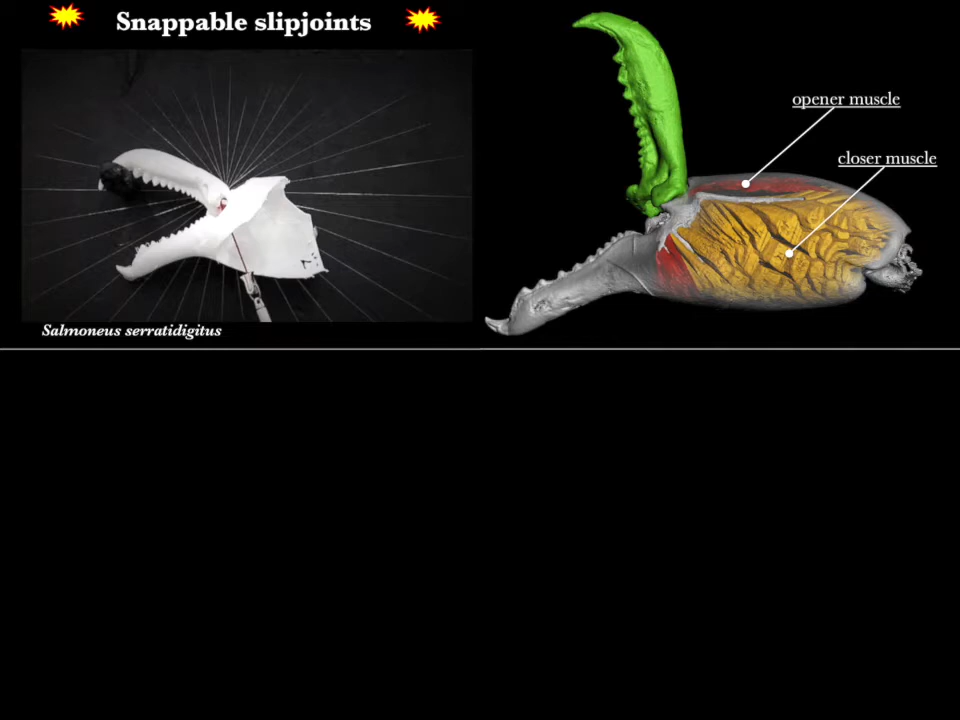 Snappable slipjoints
opener muscle
closer muscle
Salmoneus serratidigitus